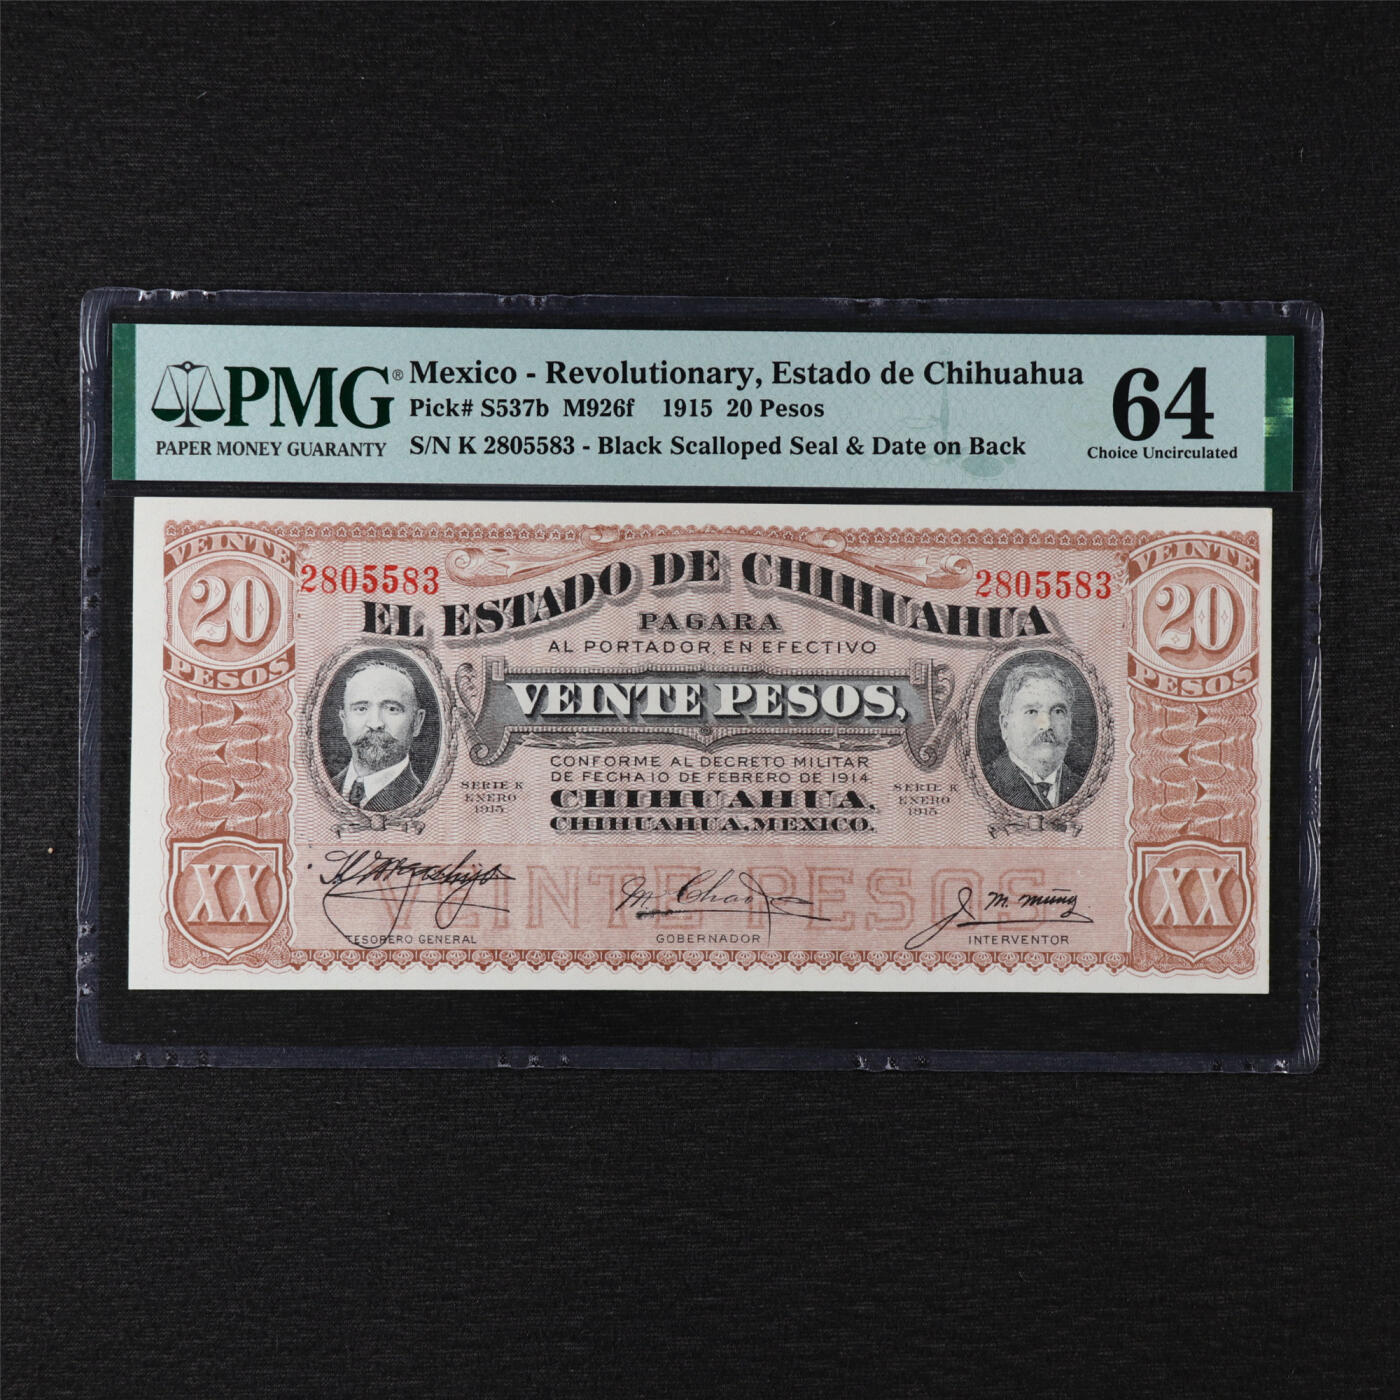 PMG®
PAPER MONEY GUARANTY
Mexico - Revolutionary, Estado de Chihuahua
Pick# S537b M926f 1915 20 Pesos
S/N K 2805583 - Black Scalloped Seal & Date on Back
64
Choice Uncirculated
VEINTE
20
PESOS
2805583
2805583
VEINTE
20
PESOS
EL ESTADO DE CHIHUAHUA
PAGARA
AL PORTADOR, EN EFECTIVO
VEINTE PESOS,
CONFORME AL DECRETO MILITAR
DE FECHA 10 DE FEBRERO DE 1914.
CHIHUAHUA,
CHIHUAHUA, MEXICO.
SERIE K
ENERO
1915
SERIE K
ENERO
1915
XX
VEINTE PESOS
XX
M. Chao
J. M. Muñoz
TESORERO GENERAL
GOBERNADOR
INTERVENTOR